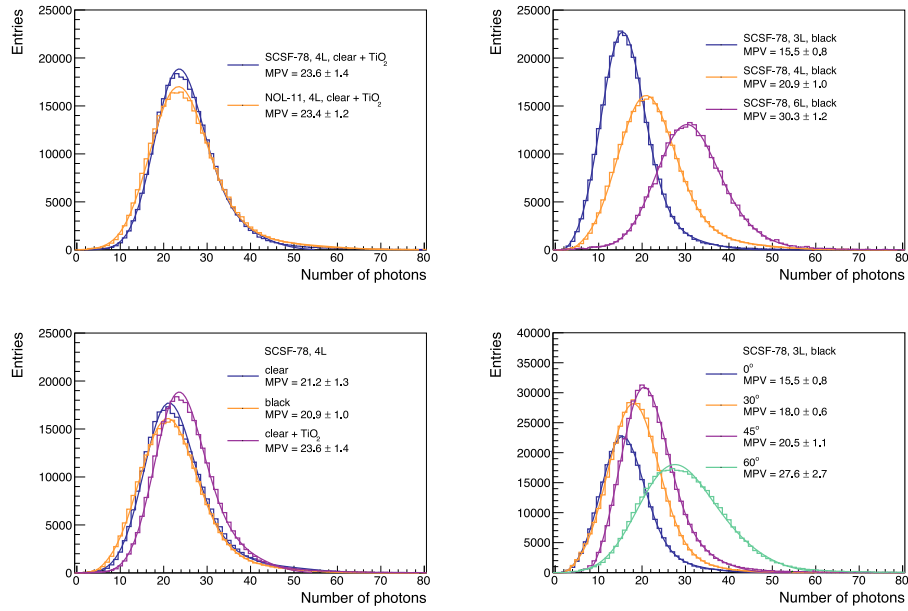 Entries
25000
20000
15000
10000
5000
0
SCSF-78, 4L, clear + TiO₂
MPV = 23.6 ± 1.4
NOL-11, 4L, clear + TiO₂
MPV = 23.4 ± 1.2
0 10 20 30 40 50 60 70 80
Number of photons
Entries
25000
20000
15000
10000
5000
0
SCSF-78, 3L, black
MPV = 15.5 ± 0.8
SCSF-78, 4L, black
MPV = 20.9 ± 1.0
SCSF-78, 6L, black
MPV = 30.3 ± 1.2
0 10 20 30 40 50 60 70 80
Number of photons
Entries
25000
20000
15000
10000
5000
0
SCSF-78, 4L
clear
MPV = 21.2 ± 1.3
black
MPV = 20.9 ± 1.0
clear + TiO₂
MPV = 23.6 ± 1.4
0 10 20 30 40 50 60 70 80
Number of photons
Entries
40000
35000
30000
25000
20000
15000
10000
5000
0
SCSF-78, 3L, black
0°
MPV = 15.5 ± 0.8
30°
MPV = 18.0 ± 0.6
45°
MPV = 20.5 ± 1.1
60°
MPV = 27.6 ± 2.7
0 10 20 30 40 50 60 70 80
Number of photons